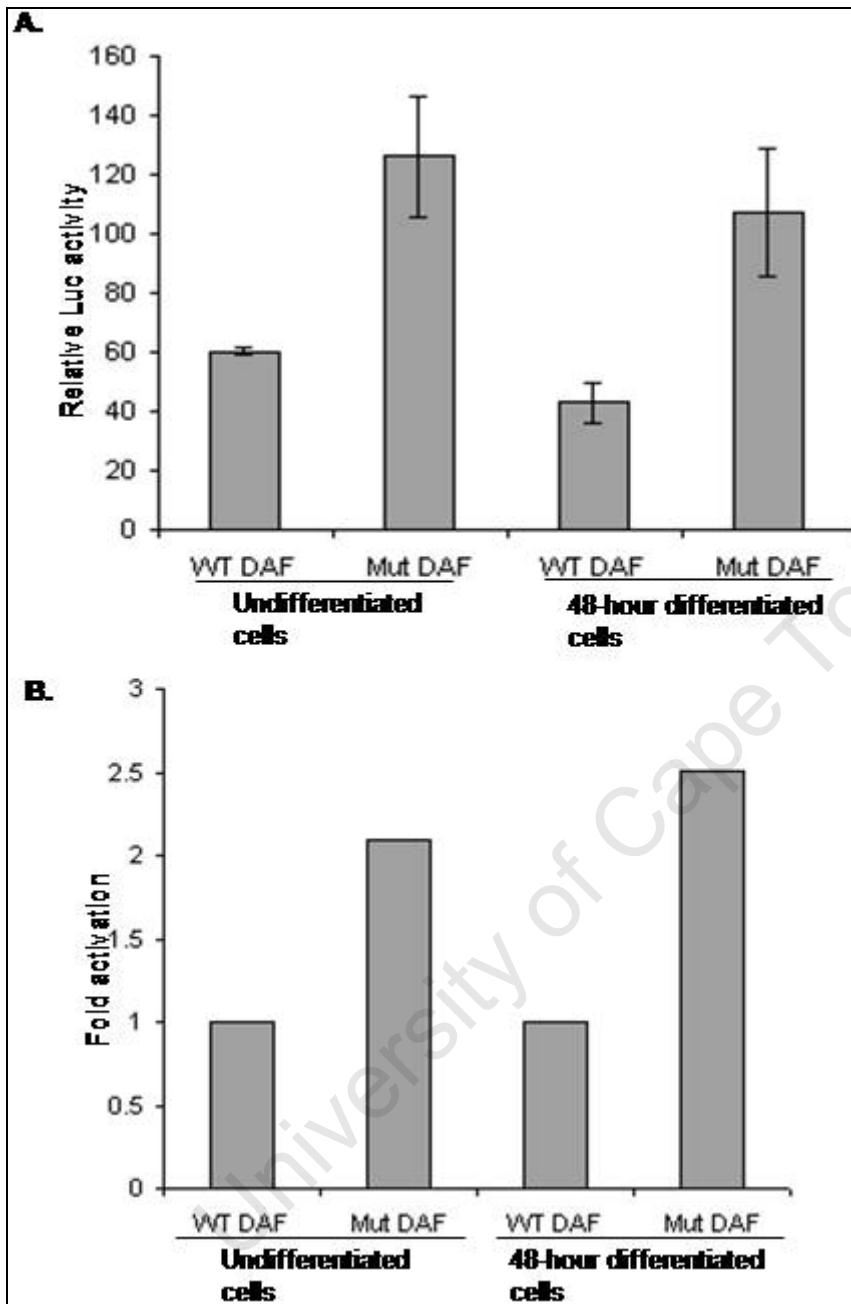 A.
160
140
120
100
80
60
40
20
0
Relative Luc activity
WT DAF Mut DAF WT DAF Mut DAF
Undifferentiated 48-hour differentiated
cells cells
B.
3
2.5
2
1.5
1
0.5
0
Fold activation
WT DAF Mut DAF WT DAF Mut DAF
Undifferentiated 48-hour differentiated
cells cells
University of Cape To